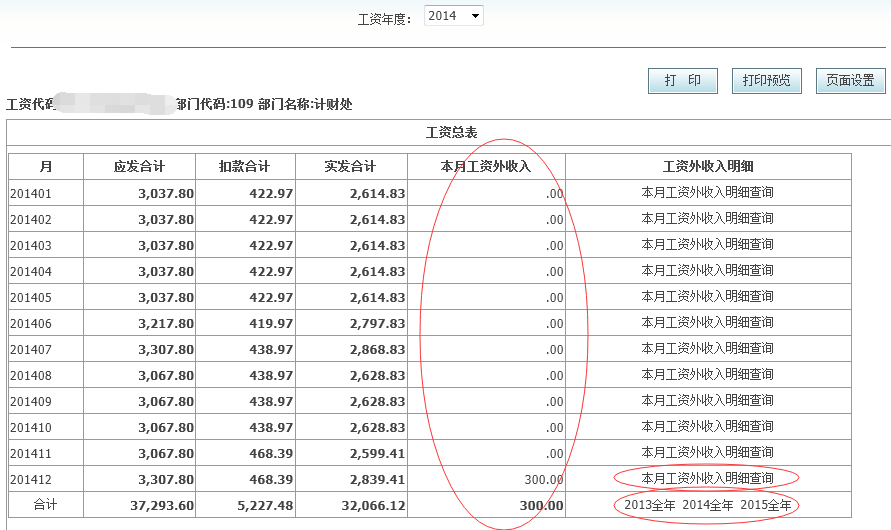 工资年度: 2014
打 印 打印预览 页面设置
工资代码 部门代码:109 部门名称:计财处
工资总表
月 应发合计 扣款合计 实发合计 本月工资外收入 工资外收入明细
201401 3,037.80 422.97 2,614.83 .00 本月工资外收入明细查询
201402 3,037.80 422.97 2,614.83 .00 本月工资外收入明细查询
201403 3,037.80 422.97 2,614.83 .00 本月工资外收入明细查询
201404 3,037.80 422.97 2,614.83 .00 本月工资外收入明细查询
201405 3,037.80 422.97 2,614.83 .00 本月工资外收入明细查询
201406 3,217.80 419.97 2,797.83 .00 本月工资外收入明细查询
201407 3,307.80 438.97 2,868.83 .00 本月工资外收入明细查询
201408 3,067.80 438.97 2,628.83 .00 本月工资外收入明细查询
201409 3,067.80 438.97 2,628.83 .00 本月工资外收入明细查询
201410 3,067.80 438.97 2,628.83 .00 本月工资外收入明细查询
201411 3,067.80 468.39 2,599.41 .00 本月工资外收入明细查询
201412 3,307.80 468.39 2,839.41 300.00 本月工资外收入明细查询
合计 37,293.60 5,227.48 32,066.12 300.00 2013全年 2014全年 2015全年